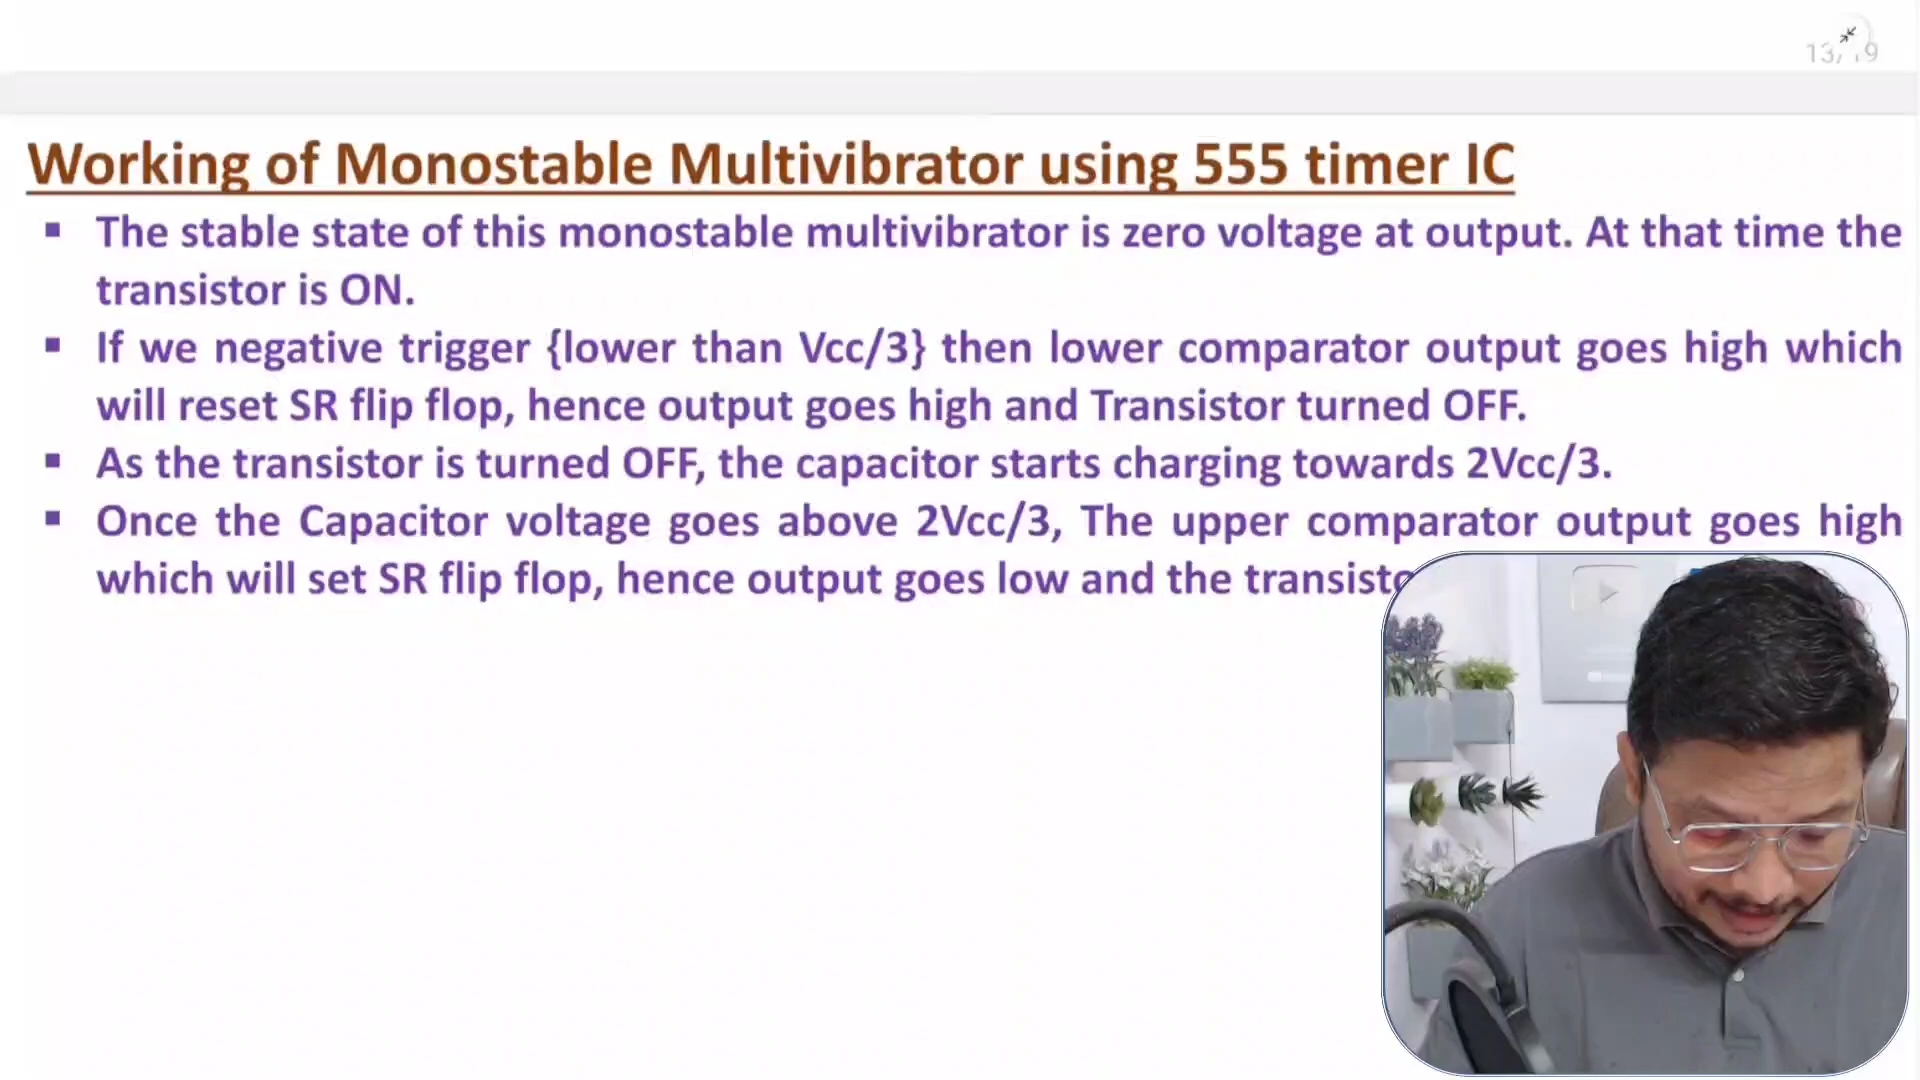 Working of Monostable Multivibrator using 555 timer IC
▪ The stable state of this monostable multivibrator is zero voltage at output. At that time the
transistor is ON.
▪ If we negative trigger {lower than Vcc/3} then lower comparator output goes high which
will reset SR flip flop, hence output goes high and Transistor turned OFF.
▪ As the transistor is turned OFF, the capacitor starts charging towards 2Vcc/3.
▪ Once the Capacitor voltage goes above 2Vcc/3, The upper comparator output goes high
which will set SR flip flop, hence output goes low and the